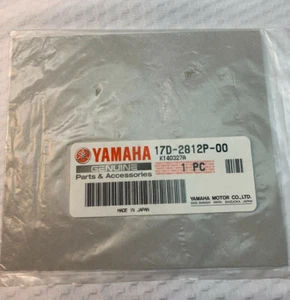 YAMAHA 17D-2812P-00
K140327A
GENUINE
Parts & Accessories
1 PC
MADE IN JAPAN
YAMAHA MOTOR CO.,LTD.